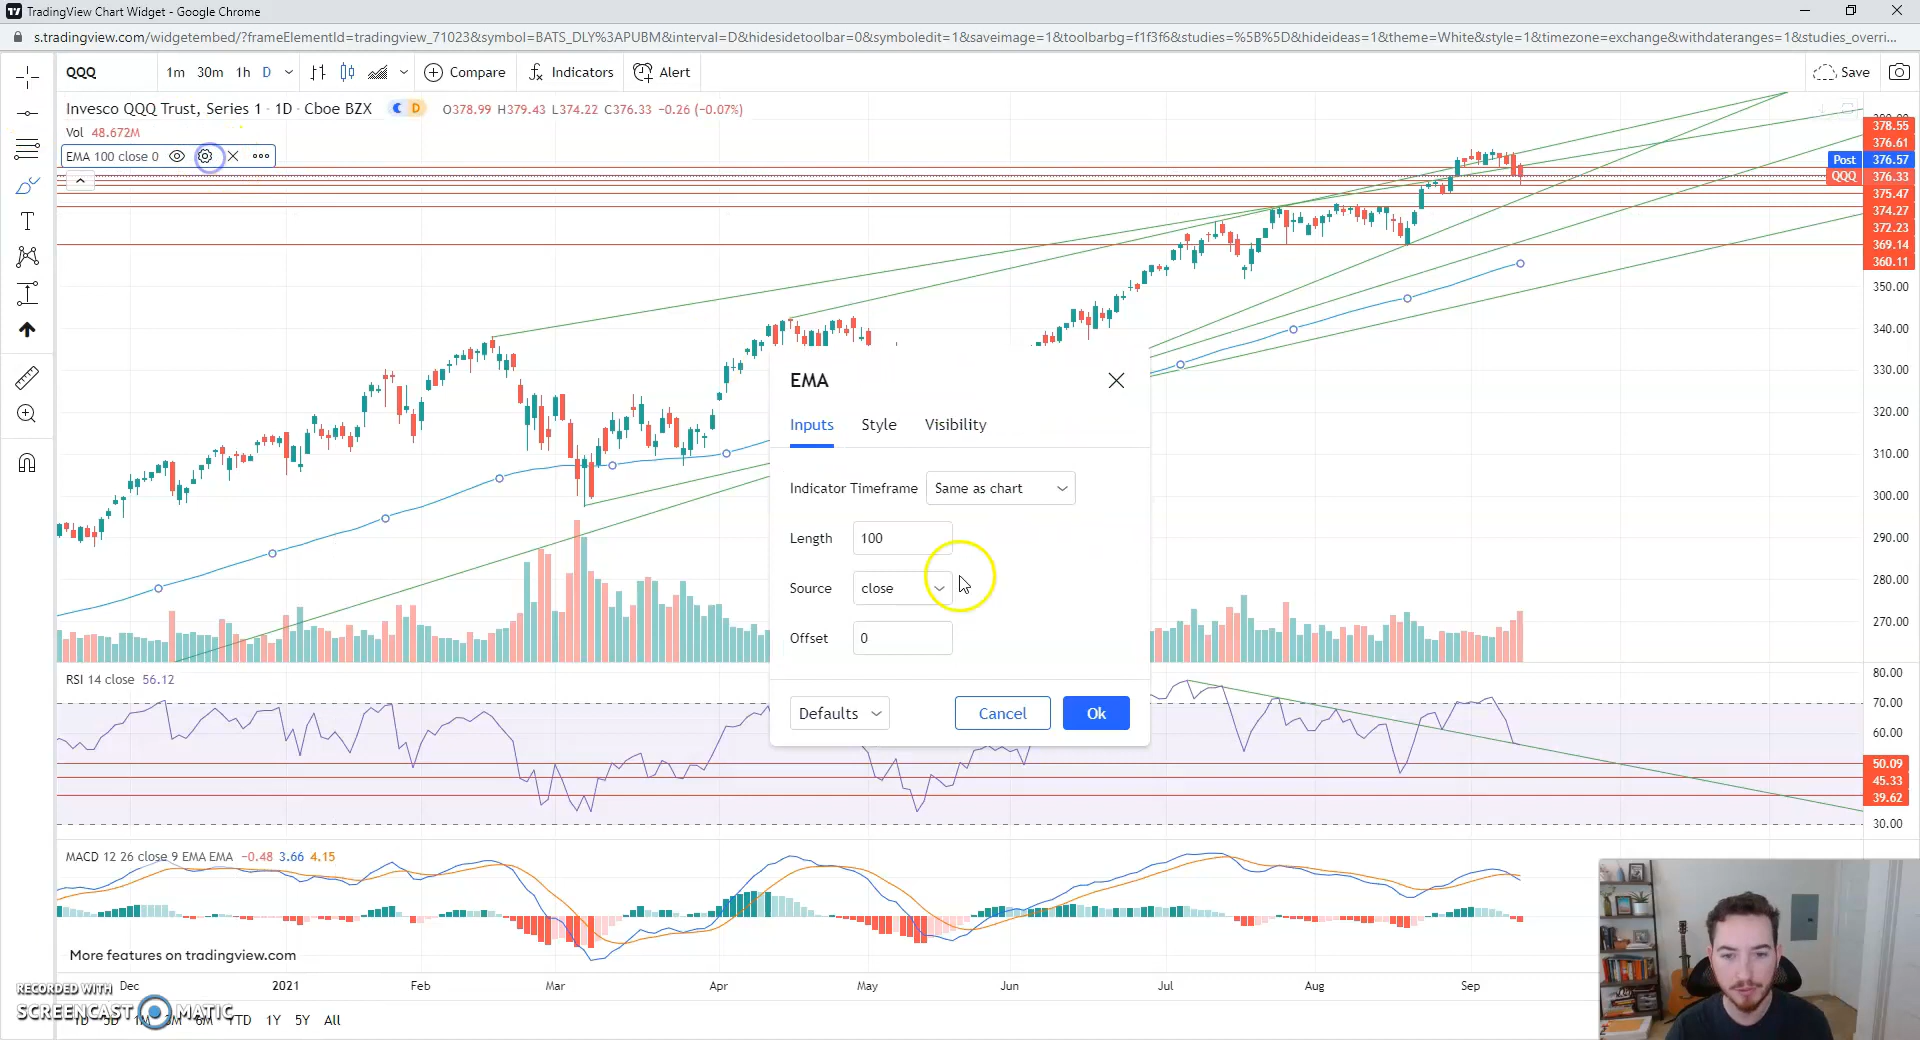 TradingView Chart Widget - Google Chrome
s.tradingview.com/widgetembed/?frameElementId=tradingview_71023&symbol=BATS_DLY%3APUBM&interval=D&hidesidetoolbar=0&symboledit=1&saveimage=1&toolbarbg=f1f3f6&studies=%5B%5D&hideideas=1&theme=White&style=1&timezone=exchange&withdateranges=1&studies_overri...
QQQ 1m 30m 1h D Compare Indicators Alert Save
Invesco QQQ Trust, Series 1 · 1D · Cboe BZX D O378.99 H379.43 L374.22 C376.33 −0.26 (−0.07%)
Vol 48.672M
EMA 100 close 0
378.55
376.61
Post 376.57
QQQ 376.33
375.47
374.27
372.23
369.14
360.11
350.00
340.00
330.00
320.00
310.00
300.00
290.00
280.00
270.00
EMA
Inputs Style Visibility
Indicator Timeframe Same as chart
Length 100
Source close
Offset 0
Defaults Cancel Ok
RSI 14 close 56.12
80.00
70.00
60.00
50.09
45.33
39.62
30.00
MACD 12 26 close 9 EMA EMA −0.48 3.66 4.15
More features on tradingview.com
Dec 2021 Feb Mar Apr May Jun Jul Aug Sep
RECORDED WITH
SCREENCAST MATIC
1D 5D 1M 3M 6M YTD 1Y 5Y All